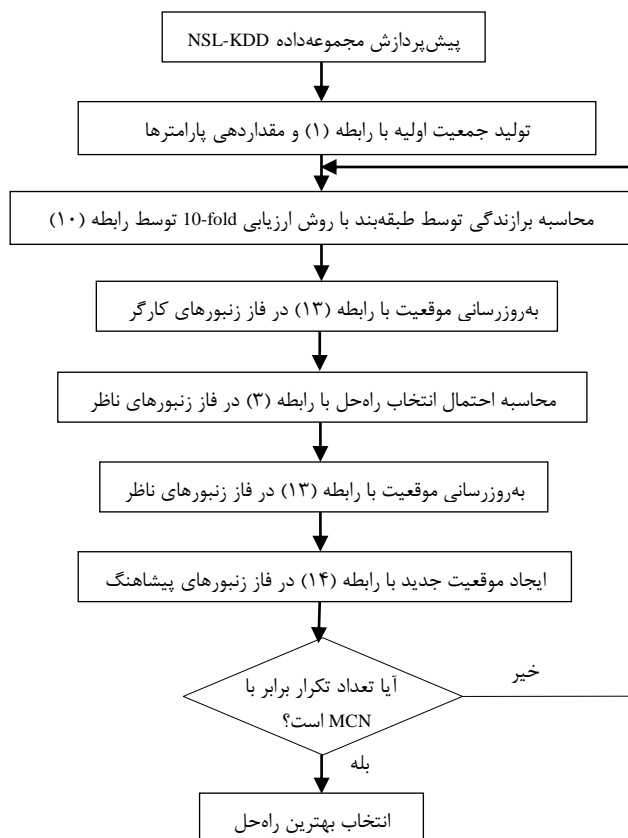 پیش‌پردازش مجموعه‌داده NSL-KDD
تولید جمعیت اولیه با رابطه (۱) و مقداردهی پارامترها
محاسبه برازندگی توسط طبقه‌بند با روش ارزیابی 10-fold توسط رابطه (۱۰)
به‌روزرسانی موقعیت با رابطه (۱۳) در فاز زنبورهای کارگر
محاسبه احتمال انتخاب راه‌حل با رابطه (۳) در فاز زنبورهای ناظر
به‌روزرسانی موقعیت با رابطه (۱۳) در فاز زنبورهای ناظر
ایجاد موقعیت جدید با رابطه (۱۴) در فاز زنبورهای پیشاهنگ
آیا تعداد تکرار برابر با
MCN است؟
خیر
بله
انتخاب بهترین راه‌حل